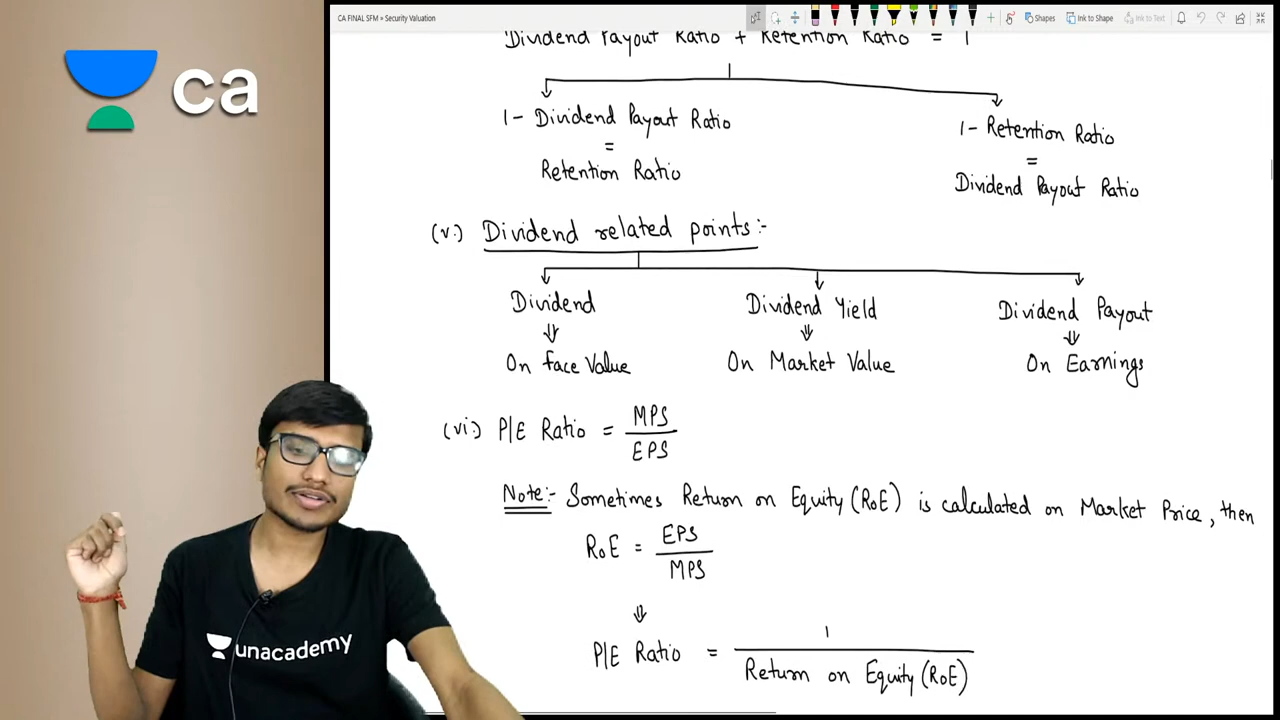 CA FINAL SFM » Security Valuation
Shapes
Ink to Shape
Ink to Text
ca
Dividend Payout Ratio + Retention Ratio = 1
1 - Dividend Payout Ratio
=
Retention Ratio
1 - Retention Ratio
=
Dividend Payout Ratio
(v.) Dividend related points:-
Dividend
⇓
On face Value
Dividend Yield
⇓
On Market Value
Dividend Payout
⇓
On Earnings
(vi.) P/E Ratio = MPS
EPS
Note:- Sometimes Return on Equity (RoE) is calculated on Market Price, then
RoE = EPS
MPS
⇓
P/E Ratio = 1
Return on Equity (RoE)
unacademy